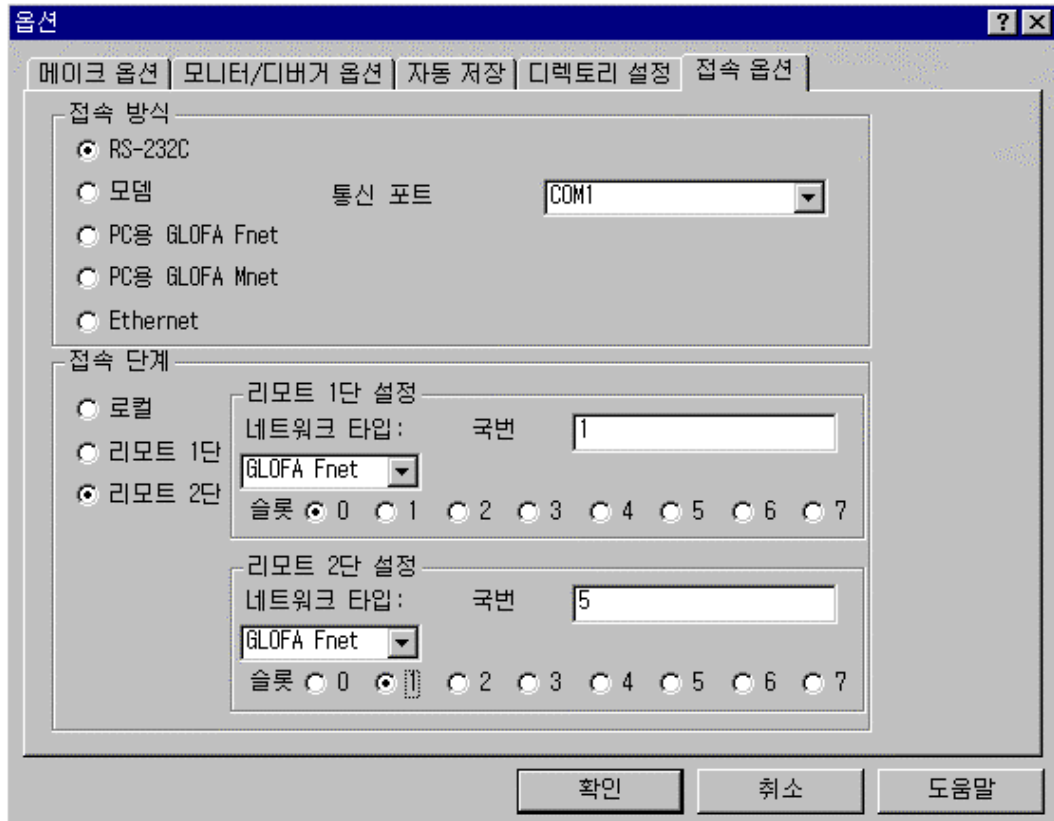 옵션
메이크 옵션 모니터/디버거 옵션 자동 저장 디렉토리 설정 접속 옵션
접속 방식
RS-232C
모뎀 통신 포트 COM1
PC용 GLOFA Fnet
PC용 GLOFA Mnet
Ethernet
접속 단계
로컬
리모트 1단
리모트 2단
리모트 1단 설정
네트워크 타입: 국번 1
GLOFA Fnet
슬롯 0 1 2 3 4 5 6 7
리모트 2단 설정
네트워크 타입: 국번 5
GLOFA Fnet
슬롯 0 1 2 3 4 5 6 7
확인 취소 도움말